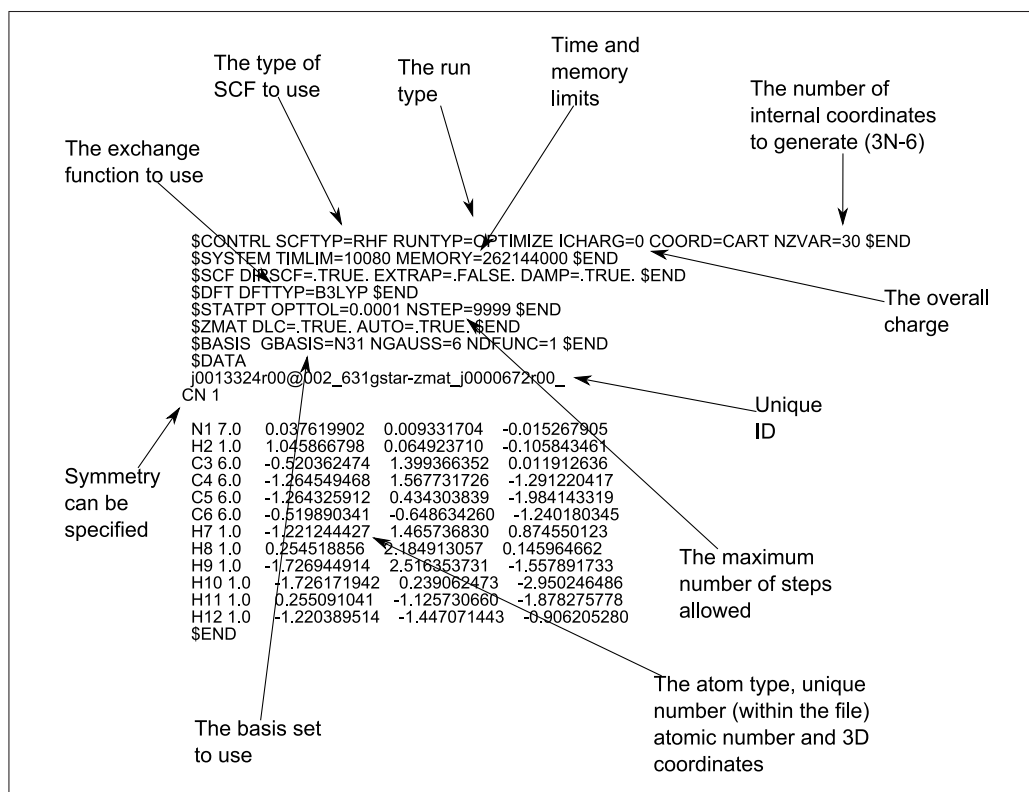 The type of
SCF to use
The run
type
Time and
memory
limits
The number of
internal coordinates
to generate (3N-6)
The exchange
function to use
$CONTRL SCFTYP=RHF RUNTYP=OPTIMIZE ICHARG=0 COORD=CART NZVAR=30 $END
$SYSTEM TIMLIM=10080 MEMORY=262144000 $END
$SCF DIRSCF=.TRUE. EXTRAP=.FALSE. DAMP=.TRUE. $END
$DFT DFTTYP=B3LYP $END
$STATPT OPTTOL=0.0001 NSTEP=9999 $END
$ZMAT DLC=.TRUE. AUTO=.TRUE. $END
$BASIS GBASIS=N31 NGAUSS=6 NDFUNC=1 $END
$DATA
j0013324r00@002_631gstar-zmat_j0000672r00_
CN 1
The overall
charge
Unique
ID
N1 7.0 0.037619902 0.009331704 -0.015267905
H2 1.0 1.045866798 0.064923710 -0.105843461
C3 6.0 -0.520362474 1.399366352 0.011912636
C4 6.0 -1.264549468 1.567731726 -1.291220417
C5 6.0 -1.264325912 0.434303839 -1.984143319
C6 6.0 -0.519890341 -0.648634260 -1.240180345
H7 1.0 -1.221244427 1.465736830 0.874550123
H8 1.0 0.254518856 2.184913057 0.145964662
H9 1.0 -1.726944914 2.516353731 -1.557891733
H10 1.0 -1.726171942 0.239062473 -2.950246486
H11 1.0 0.255091041 -1.125730660 -1.878275778
H12 1.0 -1.220389514 -1.447071443 -0.906205280
$END
Symmetry
can be
specified
The maximum
number of steps
allowed
The basis set
to use
The atom type, unique
number (within the file)
atomic number and 3D
coordinates